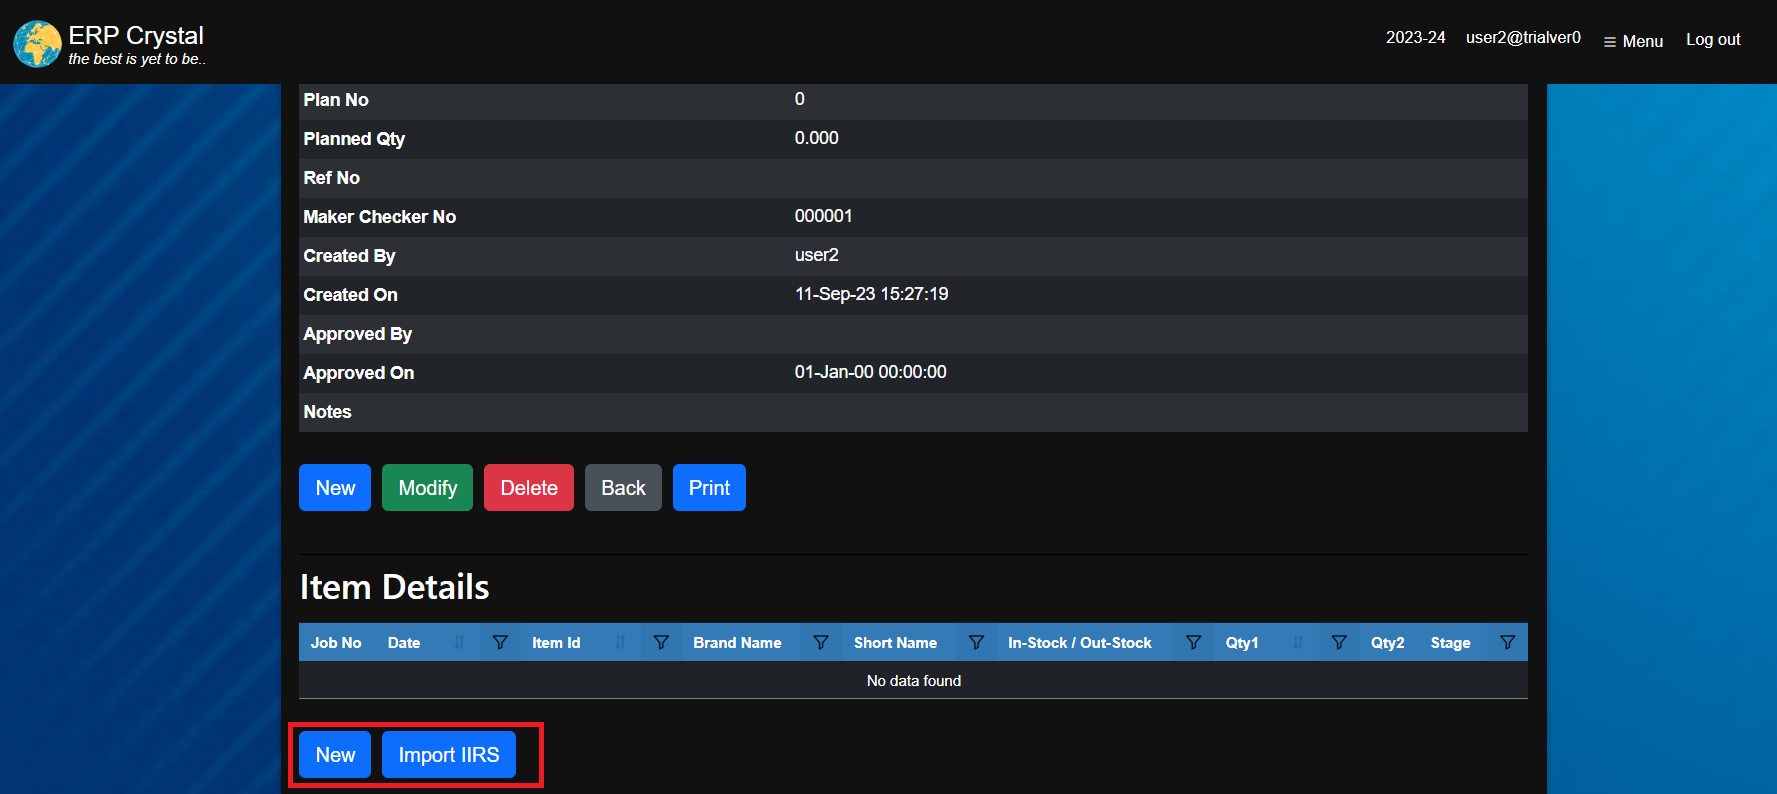 ERP Crystal
the best is yet to be..
2023-24 user2@trialver0 Menu Log out
Plan No 0
Planned Qty 0.000
Ref No
Maker Checker No 000001
Created By user2
Created On 11-Sep-23 15:27:19
Approved By
Approved On 01-Jan-00 00:00:00
Notes
New Modify Delete Back Print
Item Details
Job No Date Item Id Brand Name Short Name In-Stock / Out-Stock Qty1 Qty2 Stage
No data found
New Import IIRS